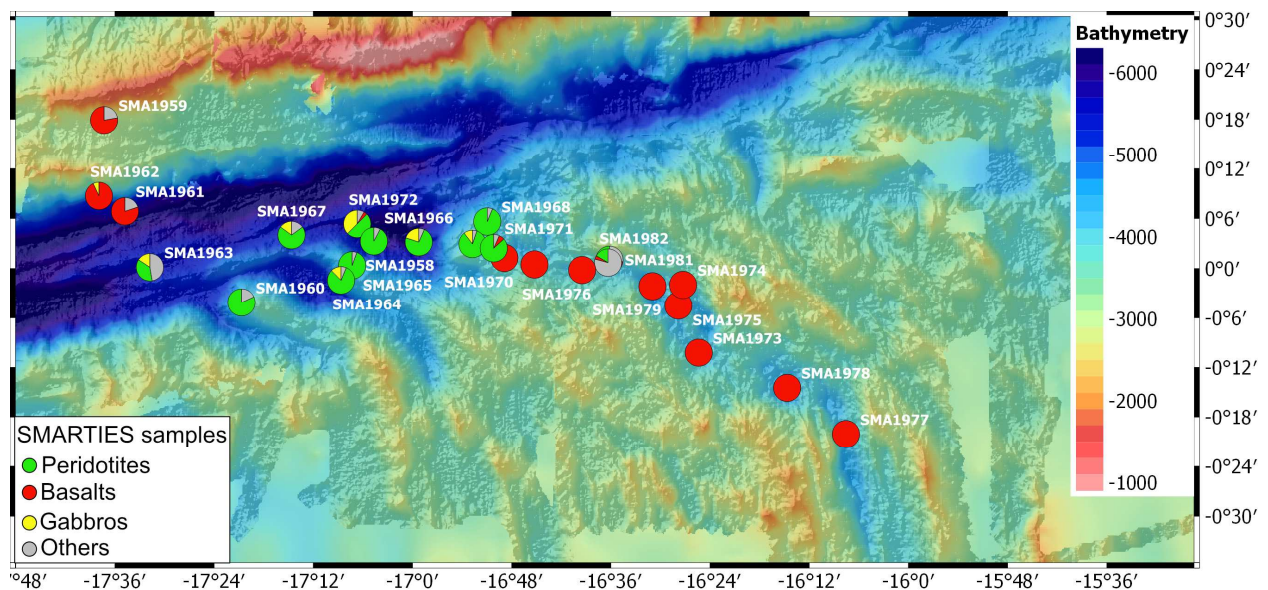 Bathymetry
-6000
-5000
-4000
-3000
-2000
-1000
0°30′
0°24′
0°18′
0°12′
0°6′
0°0′
-0°6′
-0°12′
-0°18′
-0°24′
-0°30′
SMA1959
SMA1962
SMA1961
SMA1967
SMA1972
SMA1966
SMA1968
SMA1971
SMA1963
SMA1958
SMA1965
SMA1964
SMA1960
SMA1970
SMA1982
SMA1981
SMA1976
SMA1974
SMA1979
SMA1975
SMA1973
SMA1978
SMA1977
SMARTIES samples
Peridotites
Basalts
Gabbros
Others
°48′ -17°36′ -17°24′ -17°12′ -17°0′ -16°48′ -16°36′ -16°24′ -16°12′ -16°0′ -15°48′ -15°36′